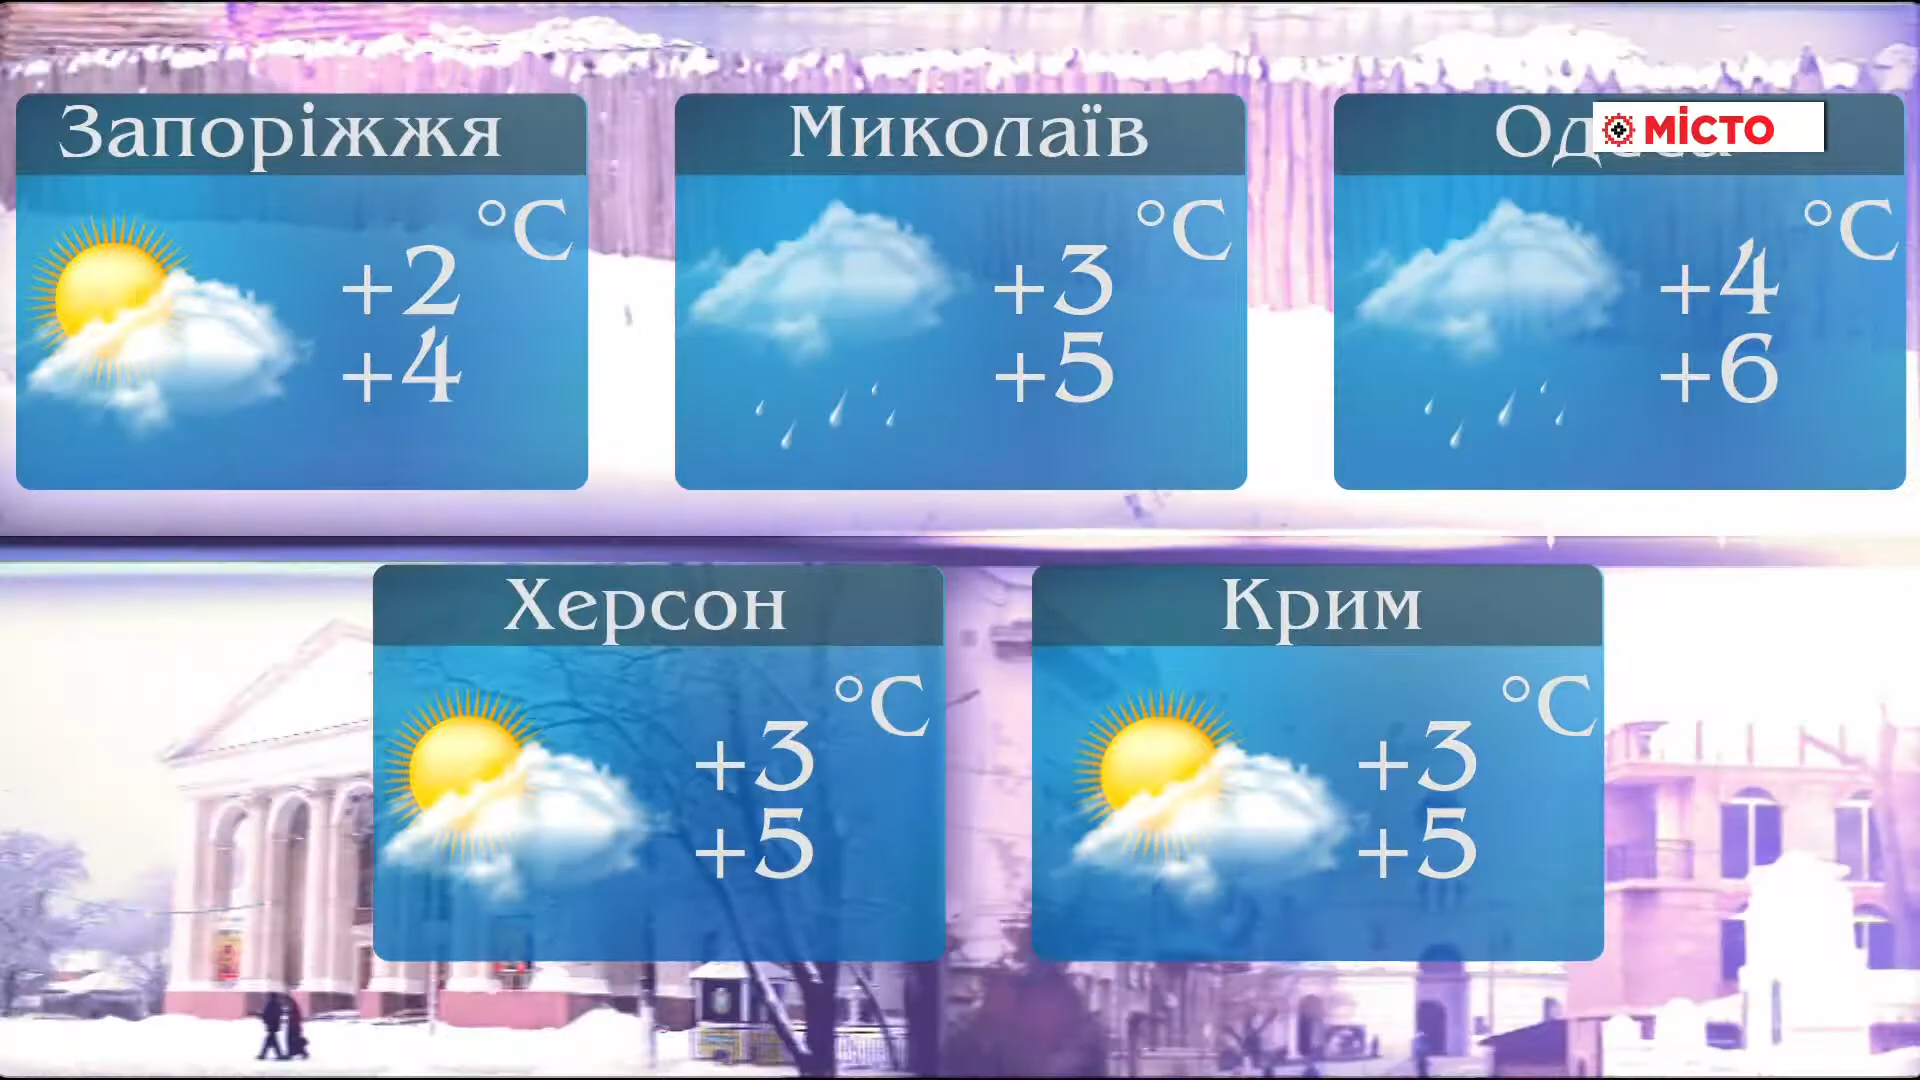 Запоріжжя
°C
+2
+4
Миколаїв
°C
+3
+5
МІСТО
°C
+4
+6
Херсон
°C
+3
+5
Крим
°C
+3
+5